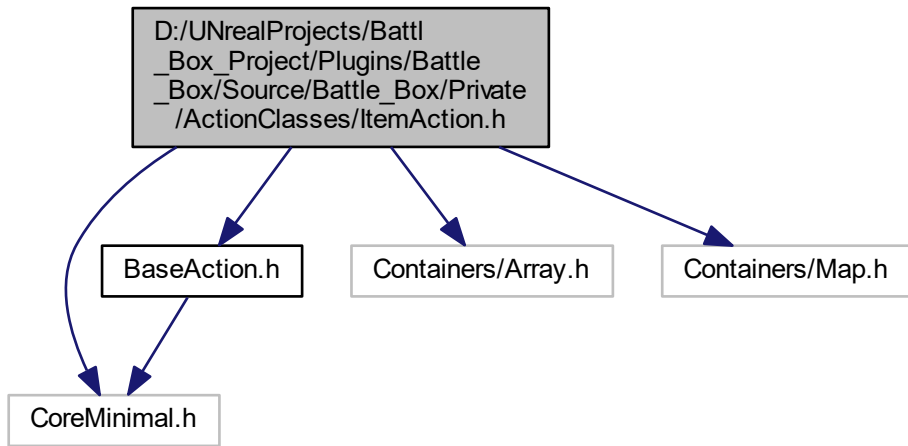 D:/UNrealProjects/Battl
_Box_Project/Plugins/Battle
_Box/Source/Battle_Box/Private
/ActionClasses/ItemAction.h
BaseAction.h
Containers/Array.h
Containers/Map.h
CoreMinimal.h